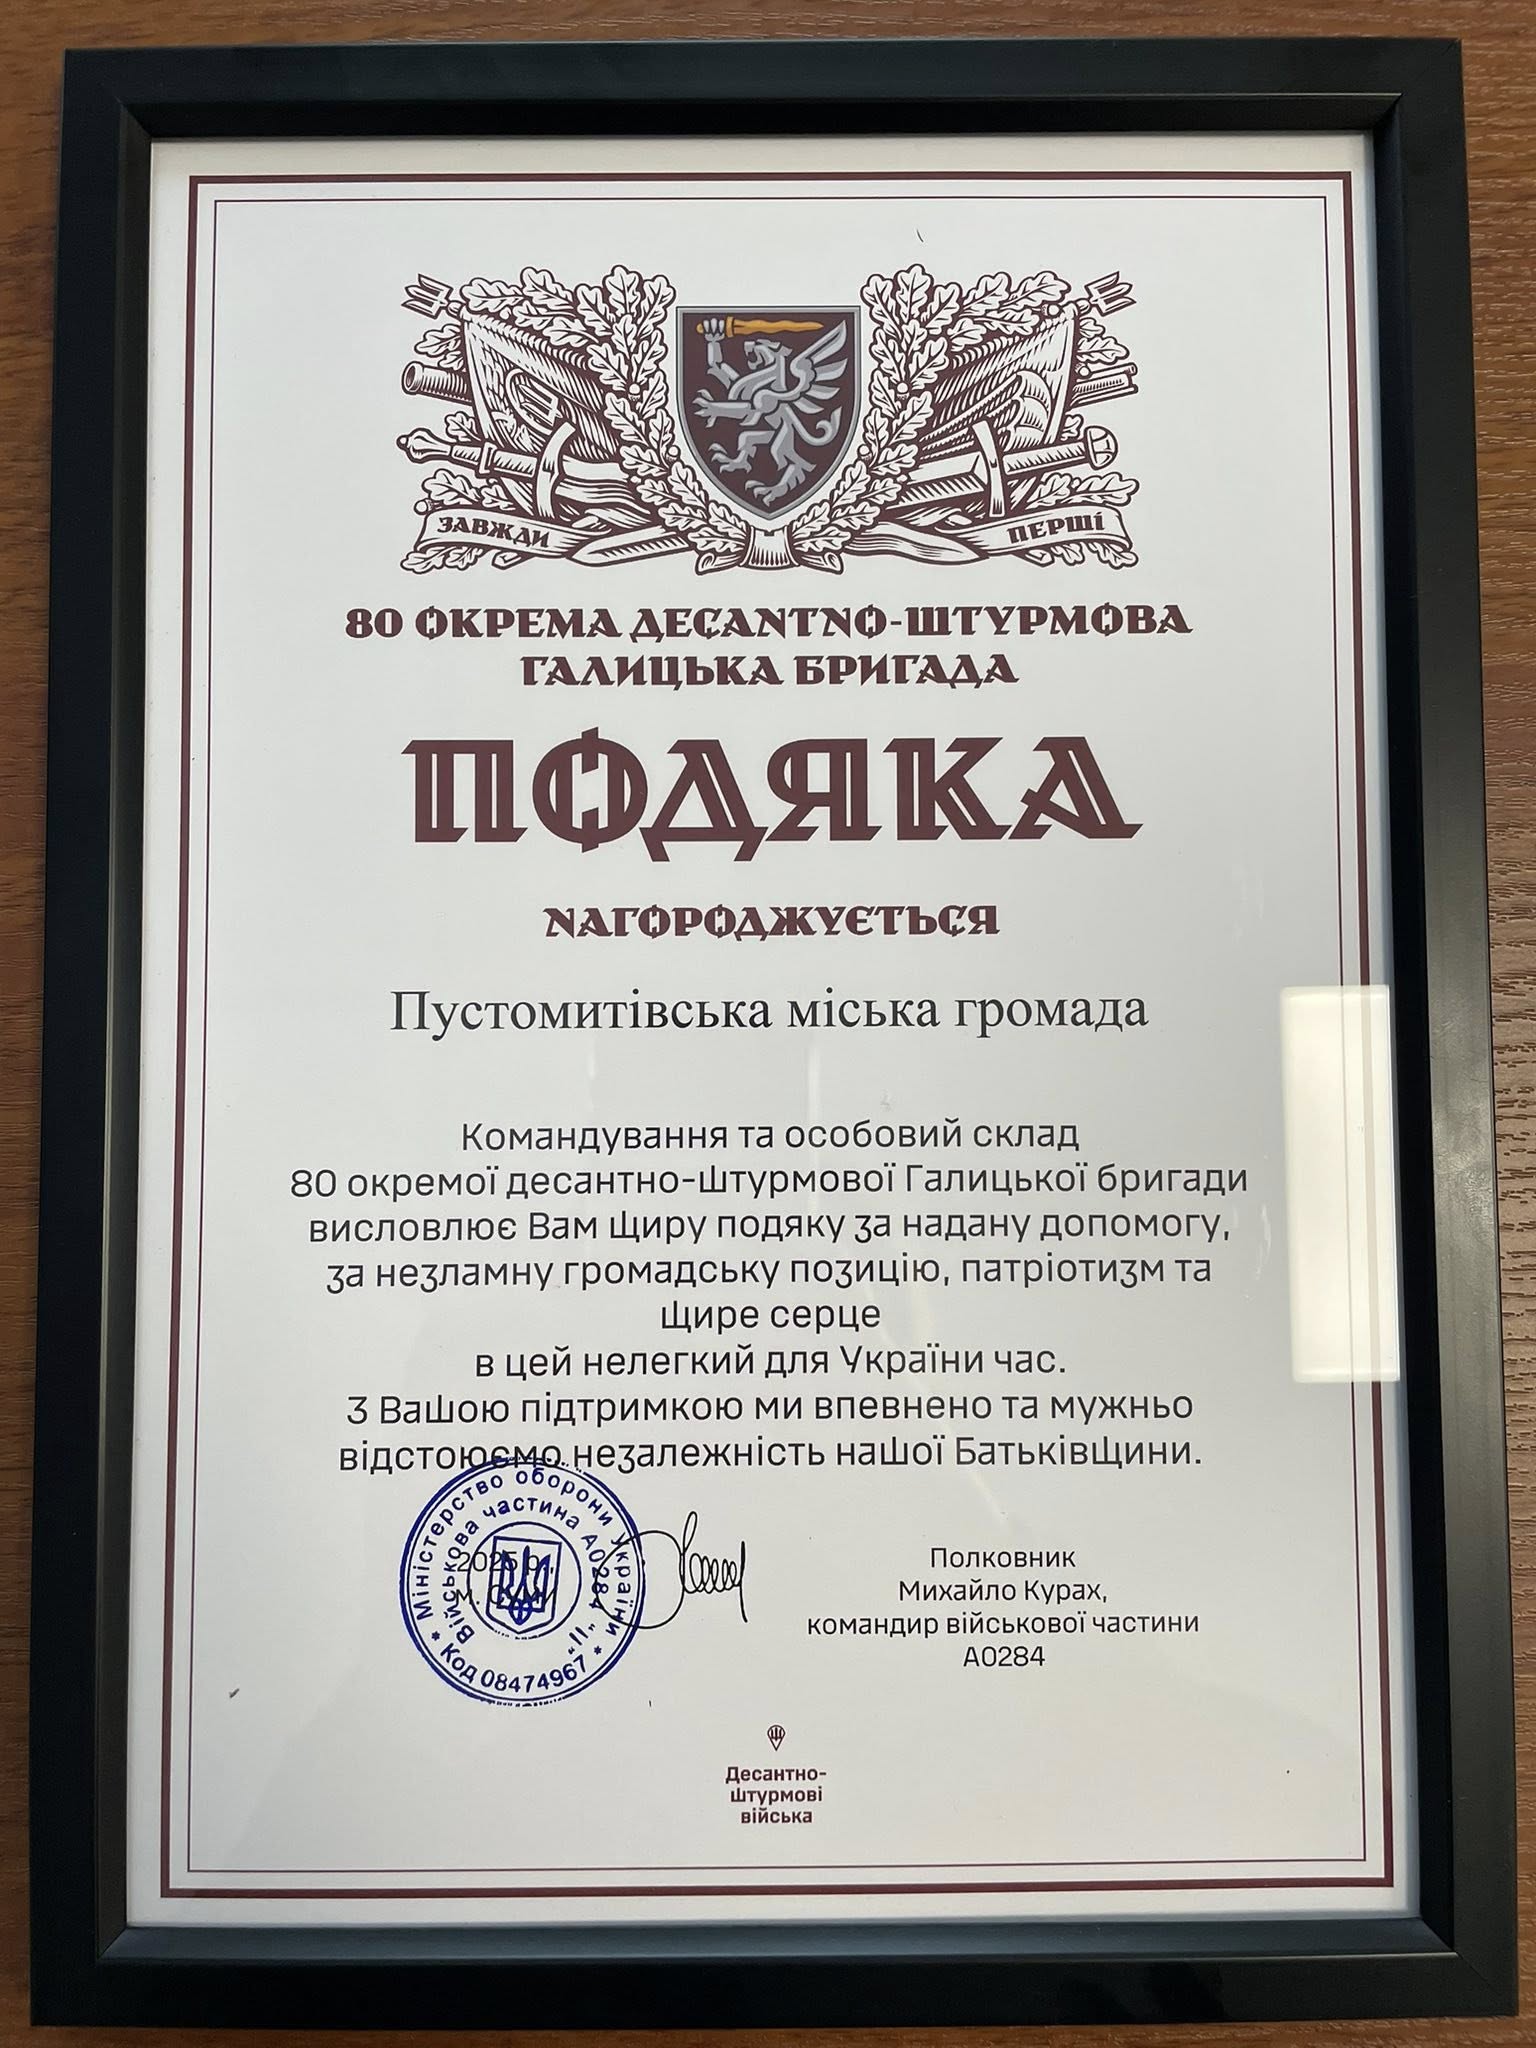 ЗАВЖДИ
ПЕРШІ
80 ОКРЕМА ДЕСАНТНО-ШТУРМОВА
ГАЛИЦЬКА БРИГАДА
ПОДЯКА
НАГОРОДЖУЄТЬСЯ
Пустомитівська міська громада
Командування та особовий склад
80 окремої десантно-штурмової Галицької бригади
висловлює Вам щиру подяку за надану допомогу,
за незламну громадську позицію, патріотизм та
щире серце
в цей нелегкий для України час.
З Вашою підтримкою ми впевнено та мужньо
відстоюємо незалежність нашої Батьківщини.
2025 р.,
м. Суми
Міністерство оборони України
Військова частина А0284 "11"
* Код 08474967 *
Полковник
Михайло Курах,
командир військової частини
А0284
Десантно-
штурмові
війська